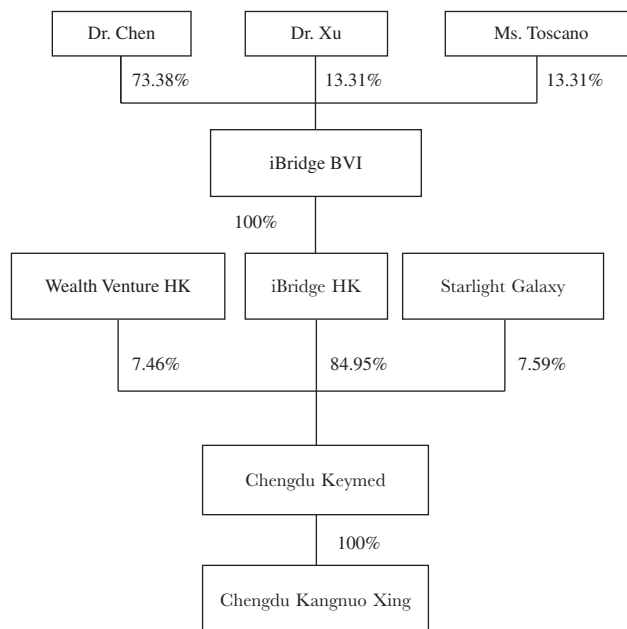 Dr. Chen
Dr. Xu
Ms. Toscano
73.38%
13.31%
13.31%
iBridge BVI
100%
Wealth Venture HK
iBridge HK
Starlight Galaxy
7.46%
84.95%
7.59%
Chengdu Keymed
100%
Chengdu Kangnuo Xing